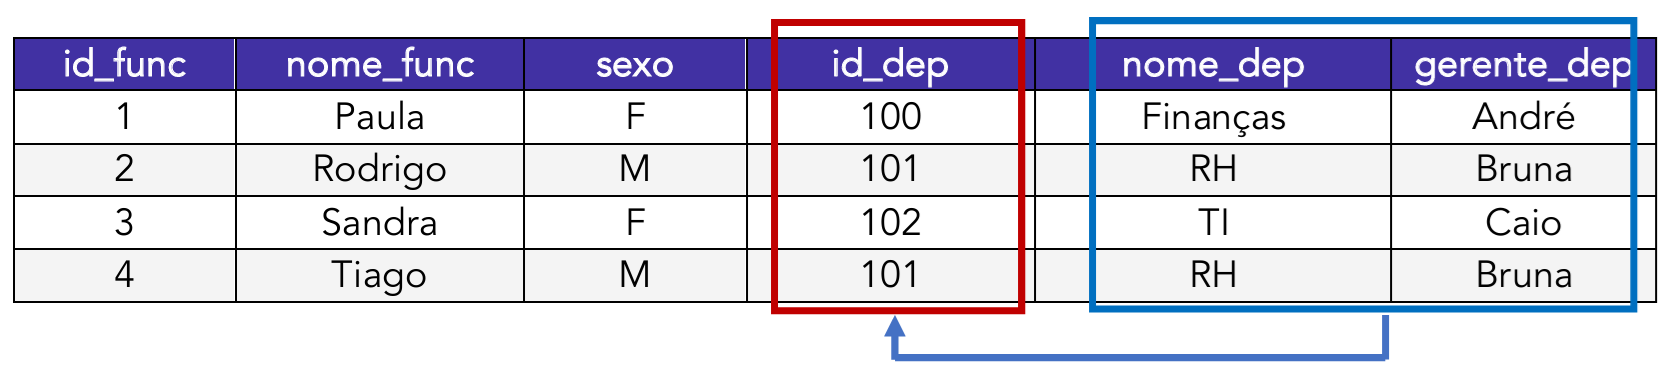 id_func nome_func sexo id_dep nome_dep gerente_dep
1 Paula F 100 Finanças André
2 Rodrigo M 101 RH Bruna
3 Sandra F 102 TI Caio
4 Tiago M 101 RH Bruna